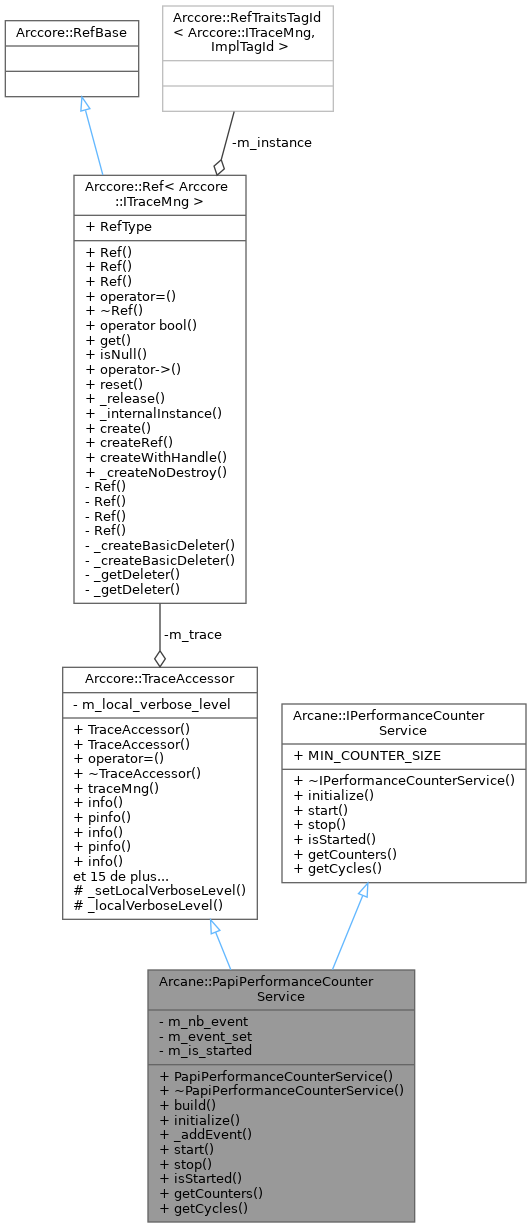 Arccore::RefBase
Arccore::RefTraitsTagId
< Arccore::ITraceMng,
ImplTagId >
-m_instance
Arccore::Ref< Arccore
::ITraceMng >
+ RefType
+ Ref()
+ Ref()
+ Ref()
+ operator=()
+ ~Ref()
+ operator bool()
+ get()
+ isNull()
+ operator->()
+ reset()
+ _release()
+ _internalInstance()
+ create()
+ createRef()
+ createWithHandle()
+ _createNoDestroy()
- Ref()
- Ref()
- Ref()
- Ref()
- _createBasicDeleter()
- _createBasicDeleter()
- _getDeleter()
- _getDeleter()
-m_trace
Arccore::TraceAccessor
- m_local_verbose_level
+ TraceAccessor()
+ TraceAccessor()
+ operator=()
+ ~TraceAccessor()
+ traceMng()
+ info()
+ pinfo()
+ info()
+ pinfo()
+ info()
et 15 de plus...
# _setLocalVerboseLevel()
# _localVerboseLevel()
Arcane::IPerformanceCounter
Service
+ MIN_COUNTER_SIZE
+ ~IPerformanceCounterService()
+ initialize()
+ start()
+ stop()
+ isStarted()
+ getCounters()
+ getCycles()
Arcane::PapiPerformanceCounter
Service
- m_nb_event
- m_event_set
- m_is_started
+ PapiPerformanceCounterService()
+ ~PapiPerformanceCounterService()
+ build()
+ initialize()
+ _addEvent()
+ start()
+ stop()
+ isStarted()
+ getCounters()
+ getCycles()